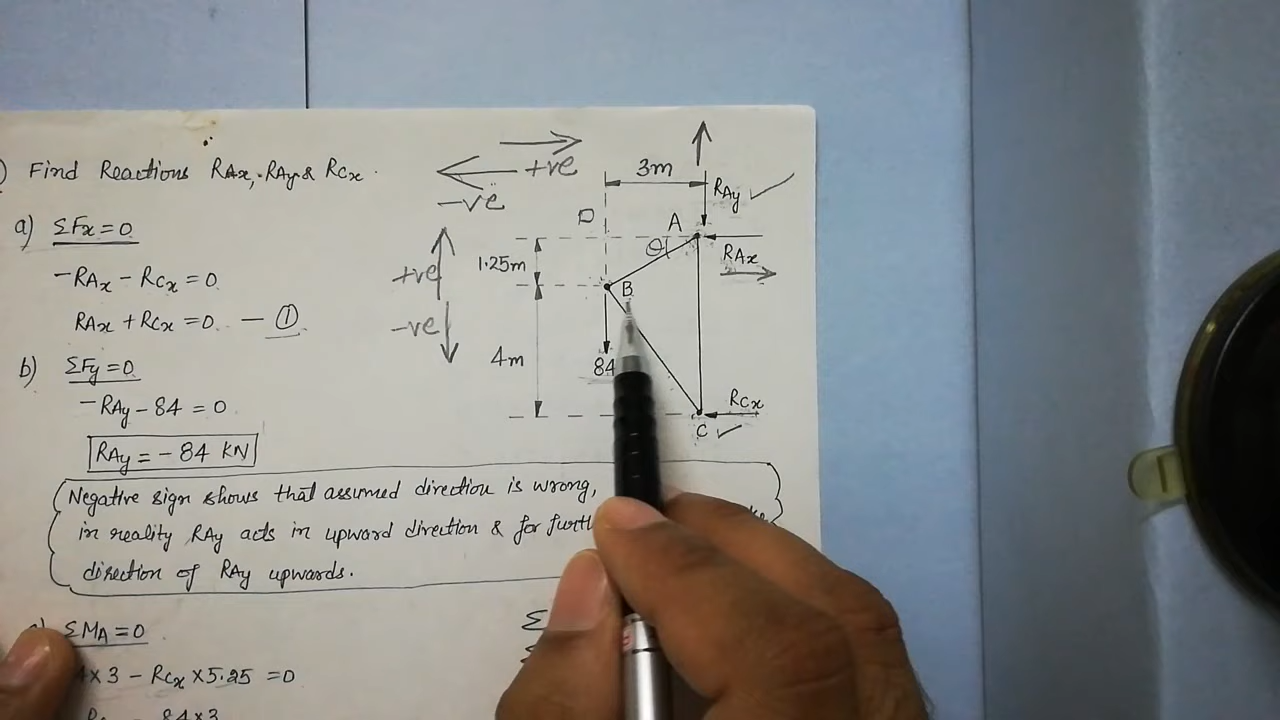 ) Find Reactions RAx, RAy & RCx.
a) ΣFx=0
-RAx - RCx = 0
RAx + RCx = 0 - ①
b) ΣFy=0
-RAy - 84 = 0
RAy = - 84 KN
Negative sign shows that assumed direction is wrong,
in reality RAy acts in upward direction & for
direction of RAy upwards.
ΣMA=0
4x3 - RCx x5.25 =0
84x3
+ve
-ve
+ve
-ve
3m
RAy
D
A
θ
RAx
1.25m
B
4m
84
RCx
C
Σ